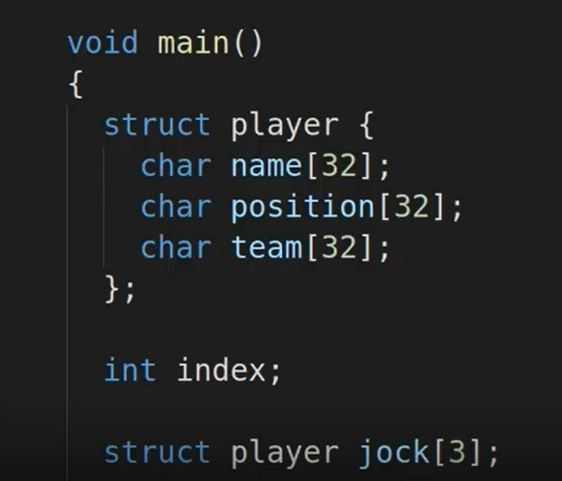 void main()
{
struct player {
char name[32];
char position[32];
char team[32];
};
int index;
struct player jock[3];